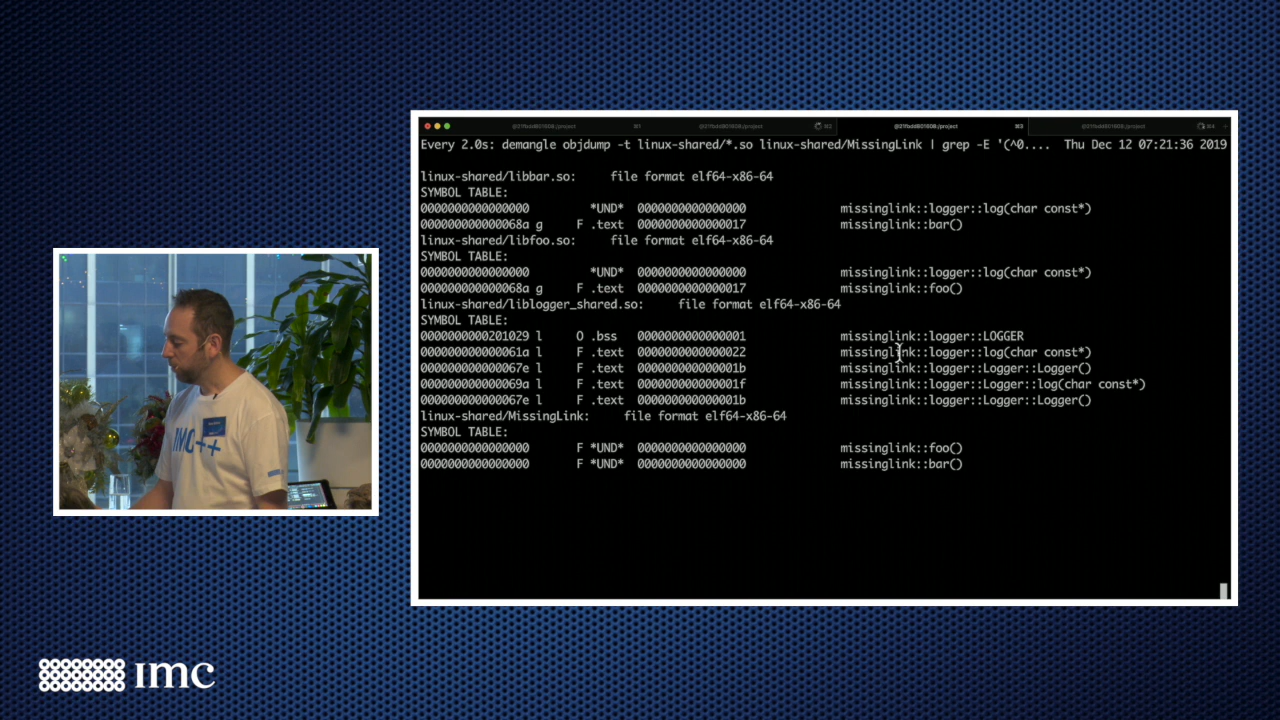 Every 2.0s: demangle objdump -t linux-shared/*.so linux-shared/MissingLink | grep -E '(^0.... Thu Dec 12 07:21:36 2019
linux-shared/libbar.so: file format elf64-x86-64
SYMBOL TABLE:
0000000000000000 *UND* 0000000000000000 missinglink::logger::log(char const*)
000000000000068a g F .text 0000000000000017 missinglink::bar()
linux-shared/libfoo.so: file format elf64-x86-64
SYMBOL TABLE:
0000000000000000 *UND* 0000000000000000 missinglink::logger::log(char const*)
000000000000068a g F .text 0000000000000017 missinglink::foo()
linux-shared/liblogger_shared.so: file format elf64-x86-64
SYMBOL TABLE:
0000000000201029 l O .bss 0000000000000001 missinglink::logger::LOGGER
000000000000061a l F .text 0000000000000022 missinglink::logger::log(char const*)
000000000000067e l F .text 000000000000001b missinglink::logger::Logger::Logger()
000000000000069a l F .text 000000000000001f missinglink::logger::Logger::log(char const*)
000000000000067e l F .text 000000000000001b missinglink::logger::Logger::Logger()
linux-shared/MissingLink: file format elf64-x86-64
SYMBOL TABLE:
0000000000000000 F *UND* 0000000000000000 missinglink::foo()
0000000000000000 F *UND* 0000000000000000 missinglink::bar()
IMC++
imc